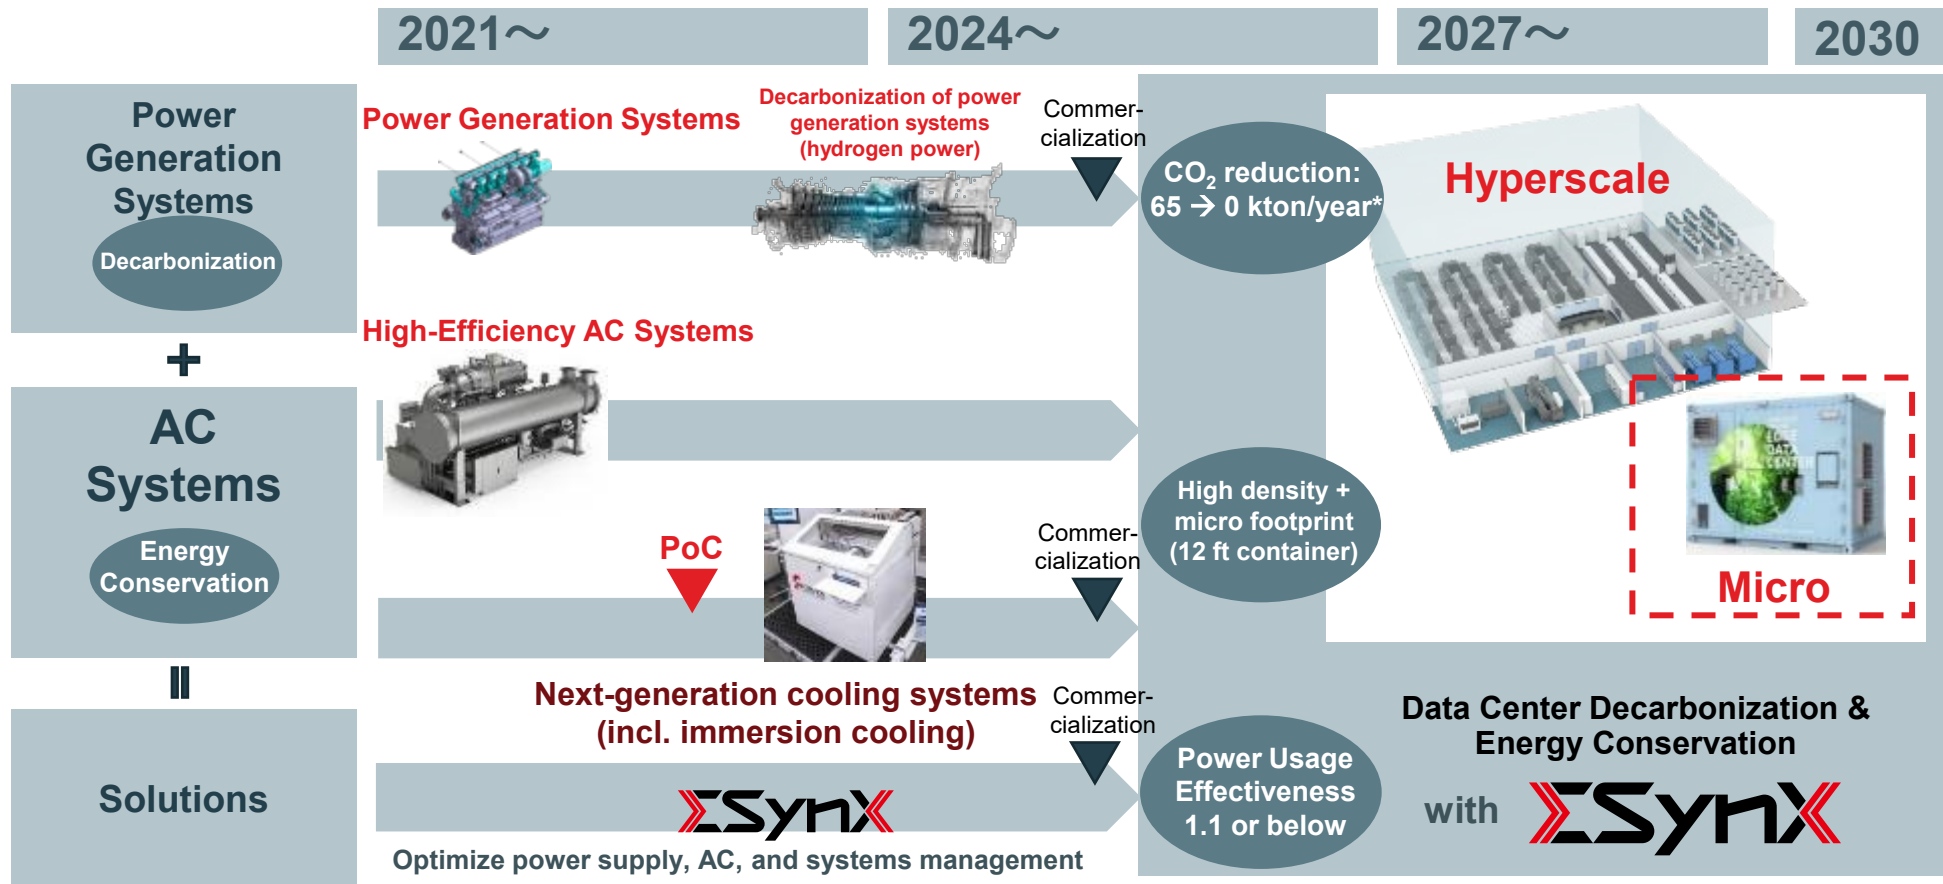 2021～
2024～
2027～
2030
Power
Generation
Systems
Decarbonization
+
AC
Systems
Energy
Conservation
=
Solutions
Power Generation Systems
Decarbonization of power
generation systems
(hydrogen power)
Commer-
cialization
CO₂ reduction:
65 → 0 kton/year*
High-Efficiency AC Systems
PoC
Commer-
cialization
High density +
micro footprint
(12 ft container)
Next-generation cooling systems
(incl. immersion cooling)
Commer-
cialization
ΣSynX
Optimize power supply, AC, and systems management
Power Usage
Effectiveness
1.1 or below
Hyperscale
EDGE
DATA
CENTER
Micro
Data Center Decarbonization &
Energy Conservation
with ΣSynX